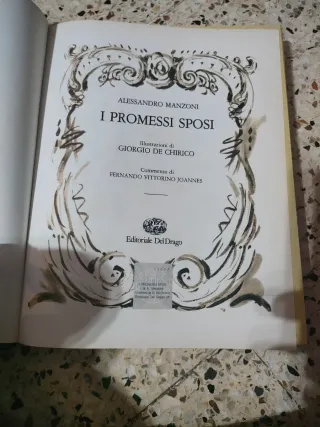 ALESSANDRO MANZONI
I PROMESSI SPOSI
Illustrazioni di
GIORGIO DE CHIRICO
Commento di
FERNANDO VITTORINO JOANNES
Editoriale Del Drago